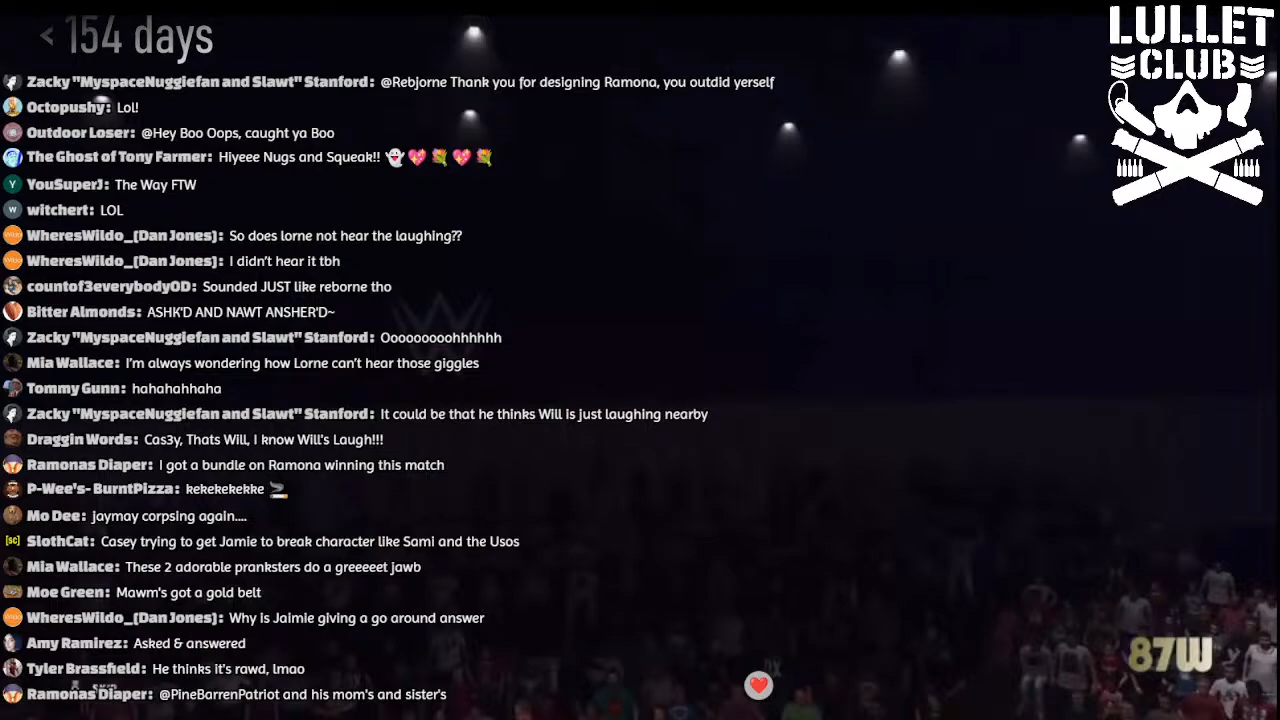 < 154 days
LULLET
CLUB
Zacky "MyspaceNuggiefan and Slawt" Stanford: @Rebjorne Thank you for designing Ramona, you outdid yerself
Octopushy: Lol!
Outdoor Loser: @Hey Boo Oops, caught ya Boo
The Ghost of Tony Farmer: HIyeee Nugs and Squeak!! 👻💖💐💖💐
Y YouSuperJ: The Way FTW
w witchert: LOL
WheresWildo_(Dan Jones): So does lorne not hear the laughing??
WheresWildo_(Dan Jones): I didn't hear it tbh
countof3everybodyOD: Sounded JUST like reborne tho
Bitter Almonds: ASHK'D AND NAWT ANSHER'D~
Zacky "MyspaceNuggiefan and Slawt" Stanford: Ooooooooohhhhhh
Mia Wallace: I'm always wondering how Lorne can't hear those giggles
Tommy Gunn: hahahahhaha
Zacky "MyspaceNuggiefan and Slawt" Stanford: It could be that he thinks Will is just laughing nearby
Draggin Words: Cas3y, Thats Will, I know Will's Laugh!!!
Ramonas Diaper: I got a bundle on Ramona winning this match
P-Wee's- BurntPizza: kekekekekke 🚬
Mo Dee: jaymay corpsing again....
[SC] SlothCat: Casey trying to get Jamie to break character like Sami and the Usos
Mia Wallace: These 2 adorable pranksters do a greeeeet jawb
Moe Green: Mawm's got a gold belt
WheresWildo_(Dan Jones): Why is Jaimie giving a go around answer
Amy Ramirez: Asked & answered
Tyler Brassfield: He thinks it's rawd, lmao
Ramonas Diaper: @PineBarrenPatriot and his mom's and sister's
87W